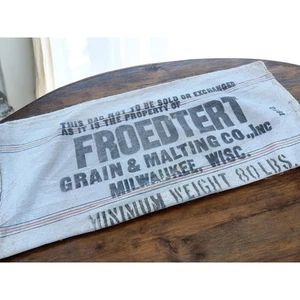 THIS BAG NOT TO BE SOLD OR EXCHANGED
AS IT IS THE PROPERTY OF
FROEDTERT
GRAIN & MALTING CO., INC
MILWAUKEE, WISC.
MINIMUM WEIGHT 80 LBS.